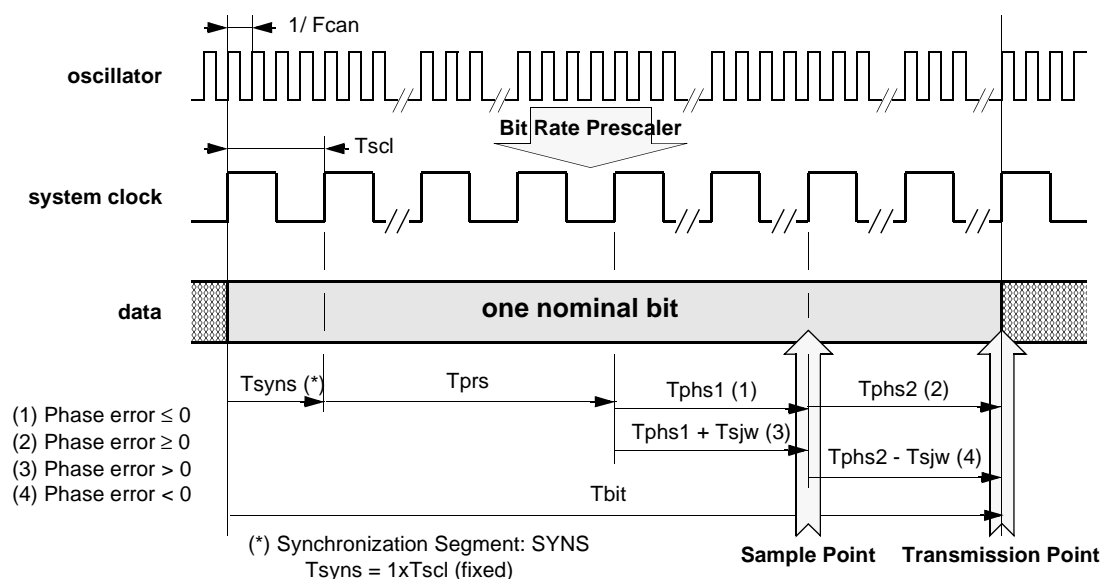 1/ Fcan
oscillator
Bit Rate Prescaler
Tscl
system clock
data
one nominal bit
Tsyns (*)
Tprs
Tphs1 (1)
Tphs2 (2)
(1) Phase error ≤ 0
(2) Phase error ≥ 0
(3) Phase error > 0
(4) Phase error < 0
Tphs1 + Tsjw (3)
Tphs2 - Tsjw (4)
Tbit
(*) Synchronization Segment: SYNS
Tsyns = 1xTscl (fixed)
Sample Point
Transmission Point